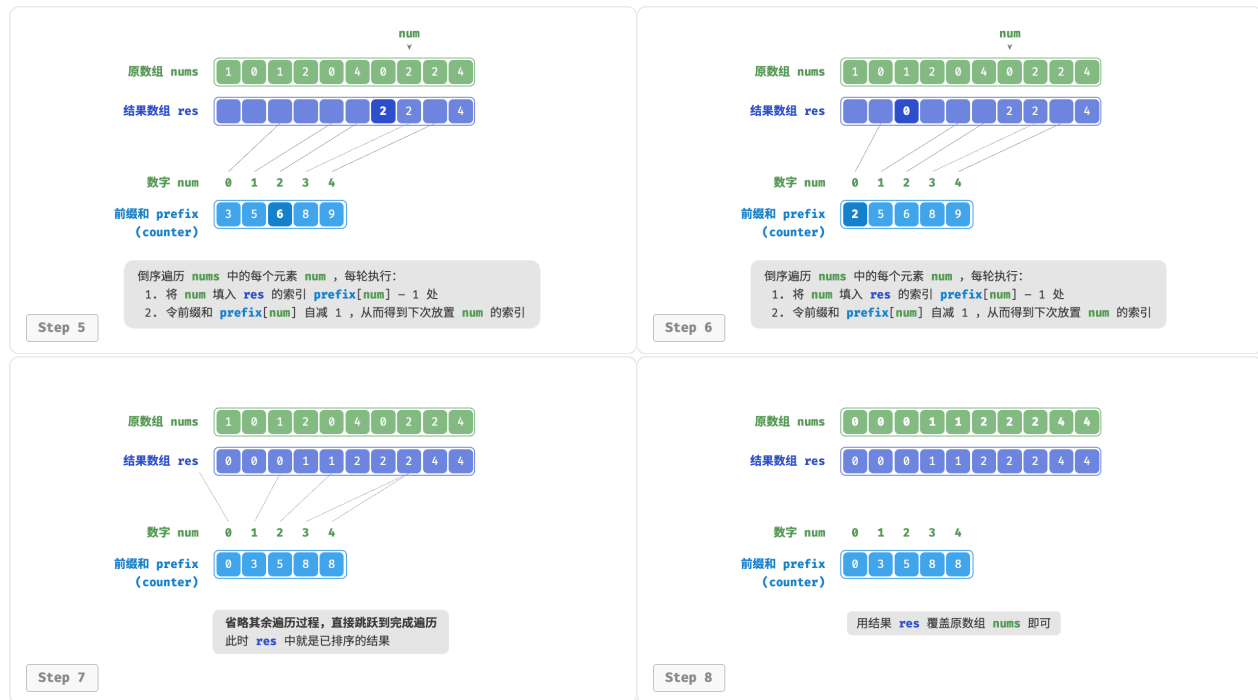 num
原数组 nums 1 0 1 2 0 4 0 2 2 4
结果数组 res 2 2 4
数字 num 0 1 2 3 4
前缀和 prefix 3 5 6 8 9
(counter)
倒序遍历 nums 中的每个元素 num ，每轮执行：
1. 将 num 填入 res 的索引 prefix[num] – 1 处
2. 令前缀和 prefix[num] 自减 1 ，从而得到下次放置 num 的索引
Step 5
num
原数组 nums 1 0 1 2 0 4 0 2 2 4
结果数组 res 0 2 2 4
数字 num 0 1 2 3 4
前缀和 prefix 2 5 6 8 9
(counter)
倒序遍历 nums 中的每个元素 num ，每轮执行：
1. 将 num 填入 res 的索引 prefix[num] – 1 处
2. 令前缀和 prefix[num] 自减 1 ，从而得到下次放置 num 的索引
Step 6
原数组 nums 1 0 1 2 0 4 0 2 2 4
结果数组 res 0 0 0 1 1 2 2 2 4 4
数字 num 0 1 2 3 4
前缀和 prefix 0 3 5 8 8
(counter)
省略其余遍历过程，直接跳跃到完成遍历
此时 res 中就是已排序的结果
Step 7
原数组 nums 0 0 0 1 1 2 2 2 4 4
结果数组 res 0 0 0 1 1 2 2 2 4 4
数字 num 0 1 2 3 4
前缀和 prefix 0 3 5 8 8
(counter)
用结果 res 覆盖原数组 nums 即可
Step 8